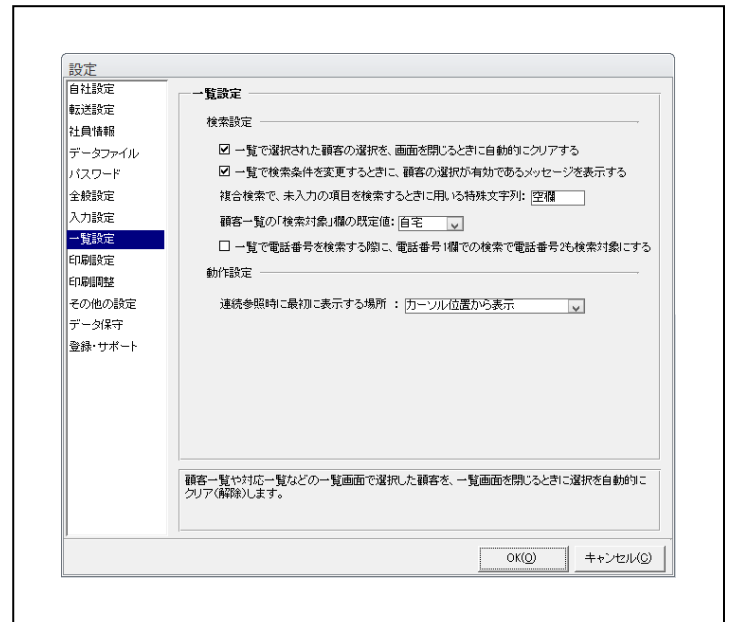 設定
自社設定
転送設定
社員情報
データファイル
パスワード
全般設定
入力設定
一覧設定
印刷設定
印刷調整
その他の設定
データ保守
登録・サポート
一覧設定
検索設定
一覧で選択された顧客の選択を、画面を閉じるときに自動的にクリアする
一覧で検索条件を変更するときに、顧客の選択が有効であるメッセージを表示する
複合検索で、未入力の項目を検索するときに用いる特殊文字列: 空欄
顧客一覧の「検索対象」欄の既定値: 自宅
一覧で電話番号を検索する際に、電話番号1欄での検索で電話番号2も検索対象にする
動作設定
連続参照時に最初に表示する場所 : カーソル位置から表示
顧客一覧や対応一覧などの一覧画面で選択した顧客を、一覧画面を閉じるときに選択を自動的に
クリア(解除)します。
OK(O) キャンセル(C)